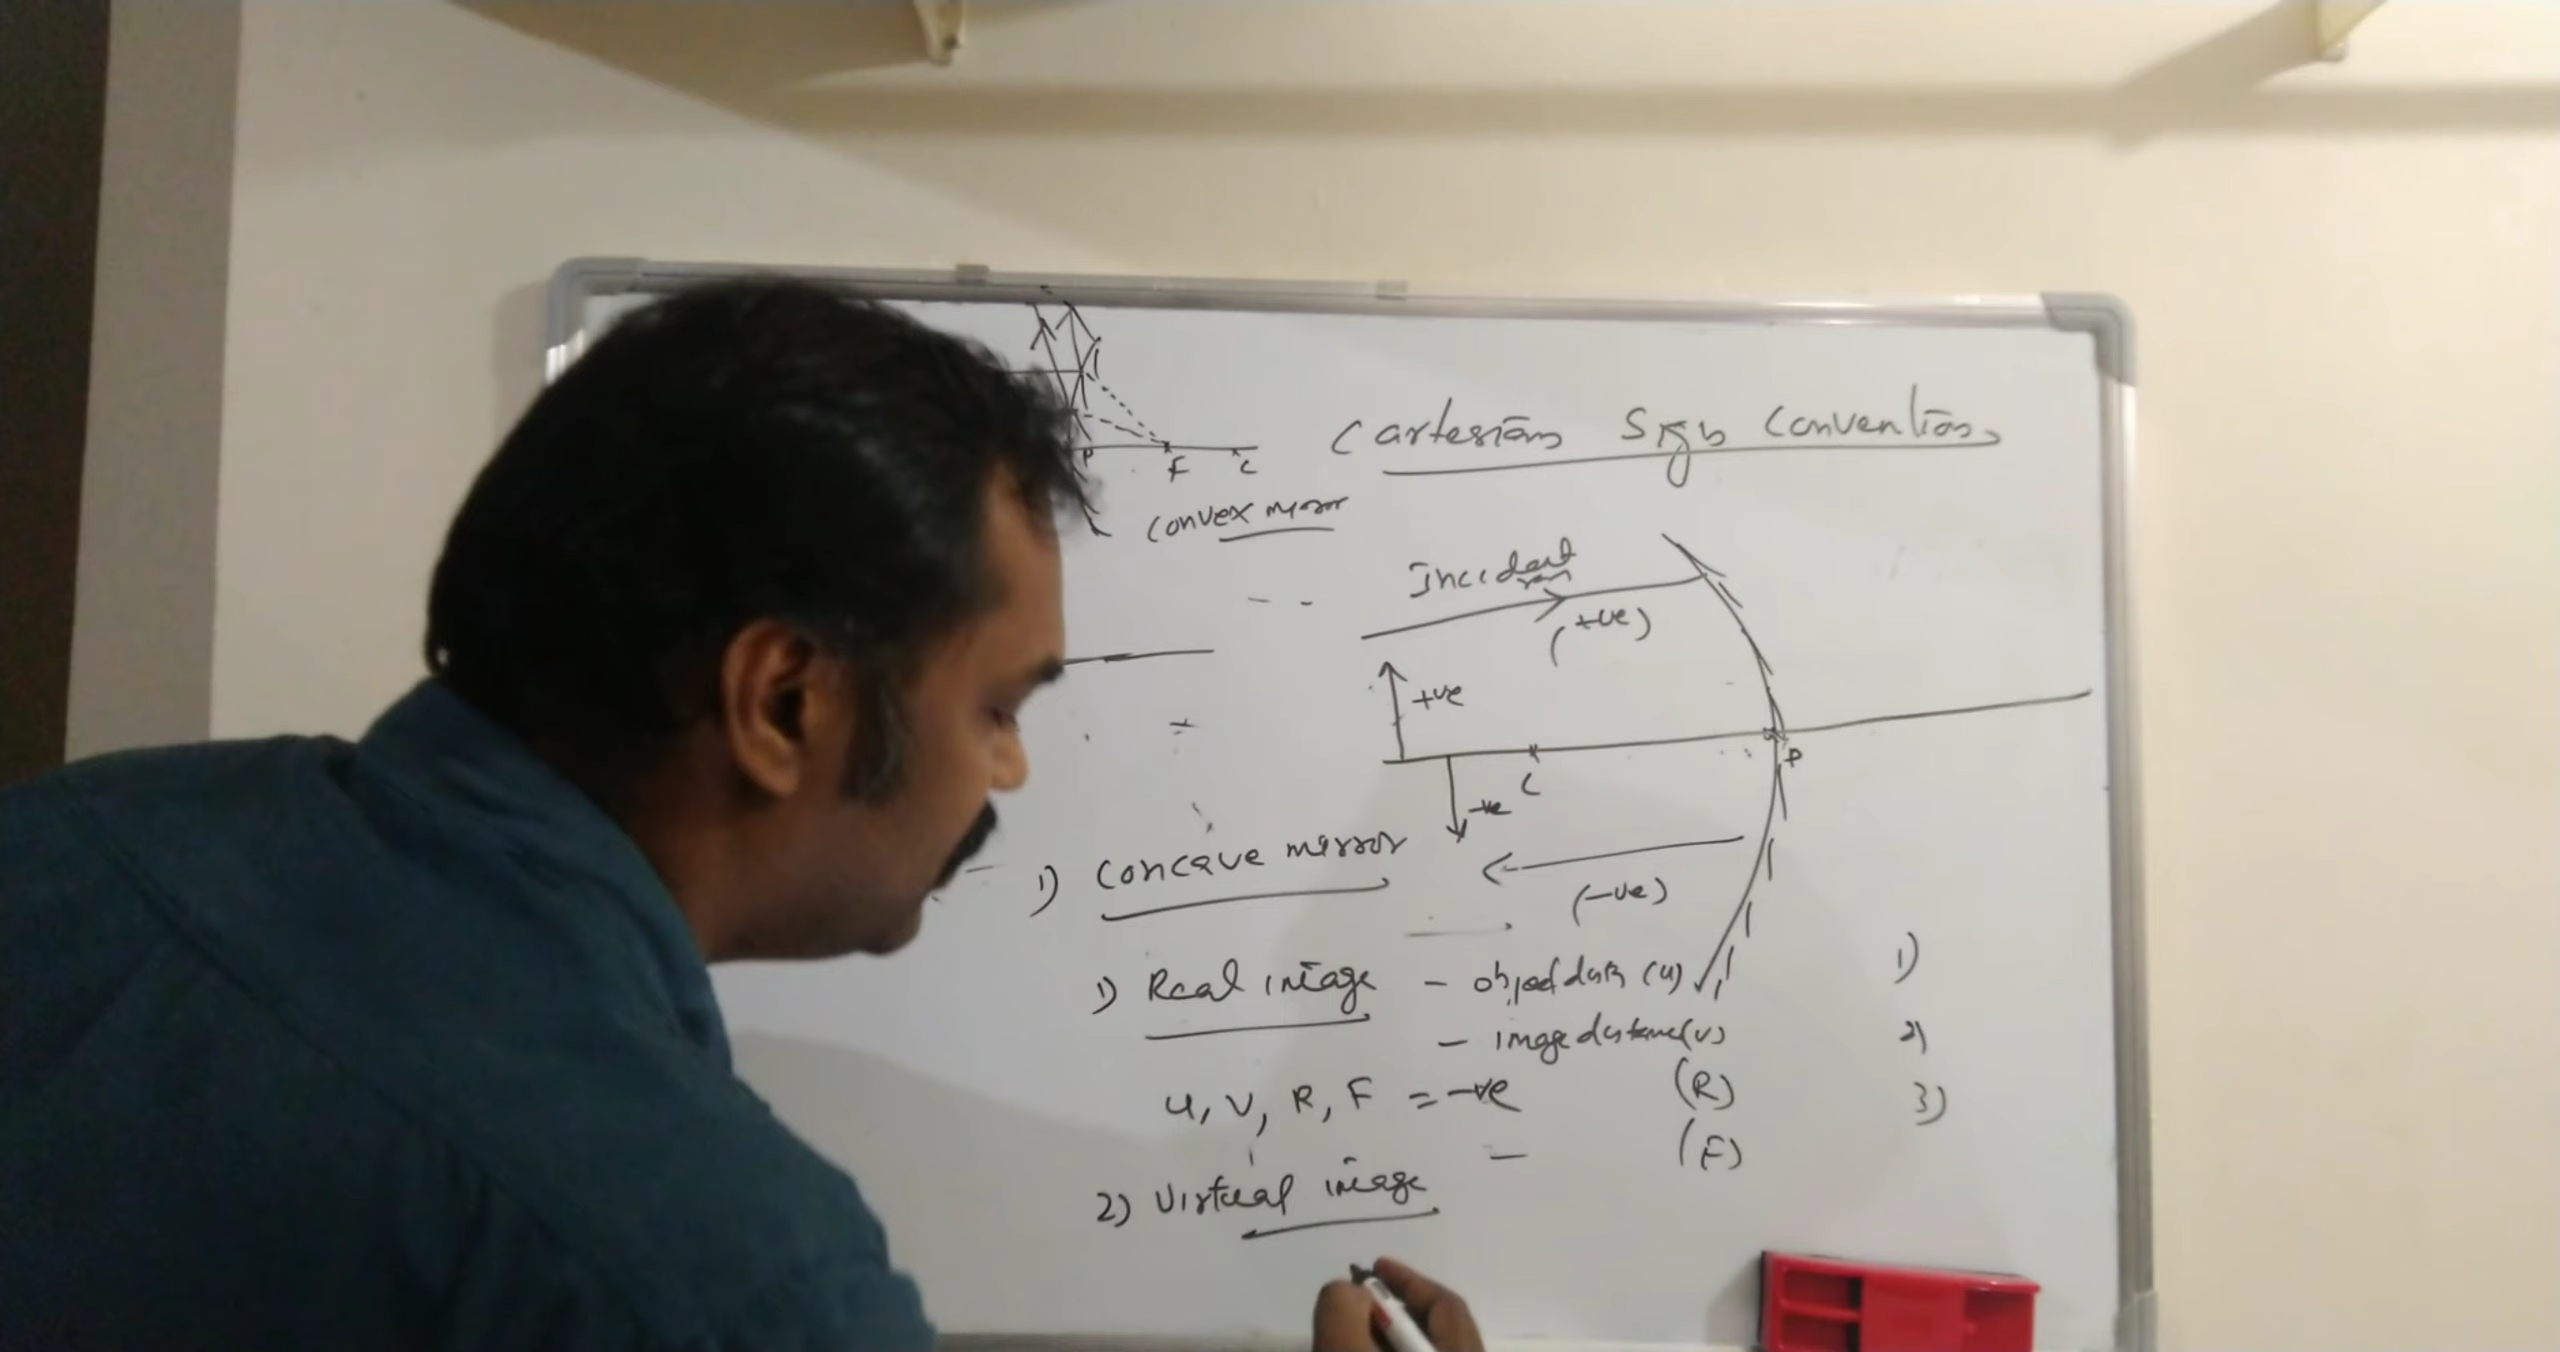 P F C
Convex mirror
Cartesian Sign Convention
Incident ray
(+ve)
+ve
C
P
-ve
(-ve)
1) Concave mirror
1) Real image - object dist (u)
- image distance (v)
u, v, R, F = -ve (R)
- (F)
2) Virtual image
1)
2)
3)